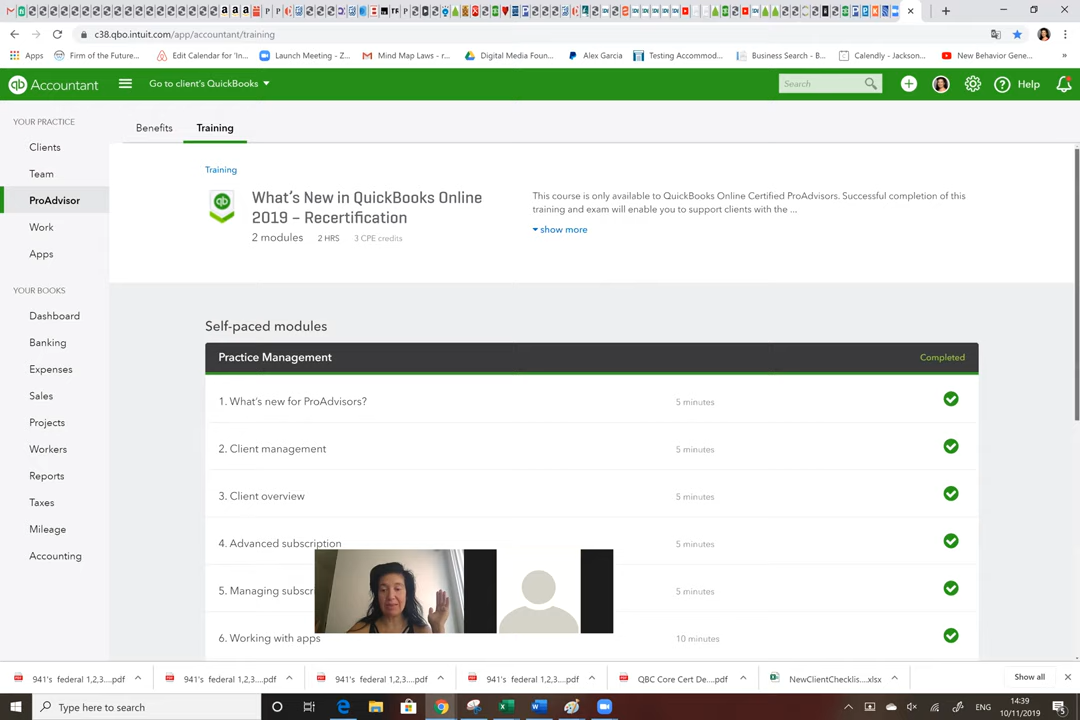 c38.qbo.intuit.com/app/accountant/training
Apps
Firm of the Future...
Edit Calendar for 'In...
Launch Meeting - Z...
Mind Map Laws - r...
Digital Media Foun...
Alex Garcia
Testing Accommod...
Business Search - B...
Calendly - Jackson...
New Behavior Gene...
»
qb Accountant
Go to client's QuickBooks
Search
Help
YOUR PRACTICE
Clients
Team
ProAdvisor
Work
Apps
YOUR BOOKS
Dashboard
Banking
Expenses
Sales
Projects
Workers
Reports
Taxes
Mileage
Accounting
Benefits
Training
Training
qb
What's New in QuickBooks Online
2019 – Recertification
2 modules 2 HRS 3 CPE credits
This course is only available to QuickBooks Online Certified ProAdvisors. Successful completion of this
training and exam will enable you to support clients with the ...
show more
Self-paced modules
Practice Management Completed
1. What's new for ProAdvisors? 5 minutes
2. Client management 5 minutes
3. Client overview 5 minutes
4. Advanced subscription 5 minutes
5. Managing subscr 5 minutes
6. Working with apps 10 minutes
941's federal 1,2,3....pdf
941's federal 1,2,3....pdf
941's federal 1,2,3....pdf
941's federal 1,2,3....pdf
QBC Core Cert De....pdf
NewClientChecklis....xlsx
Show all
Type here to search
ENG
14:39
10/11/2019